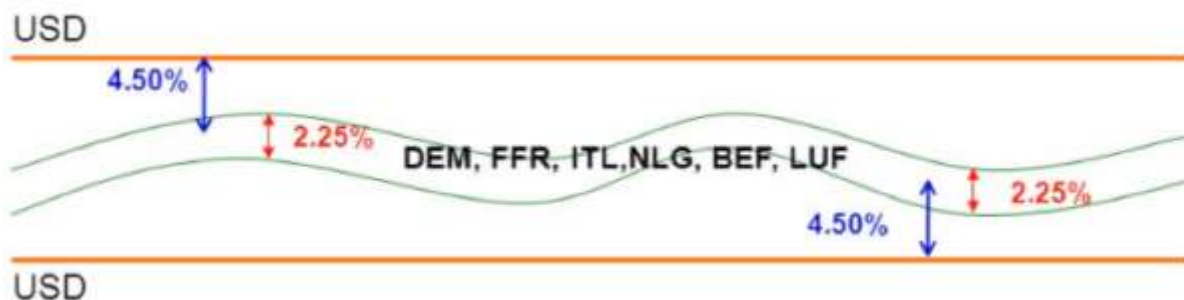 USD
4.50%
2.25%
DEM, FFR, ITL,NLG, BEF, LUF
2.25%
4.50%
USD